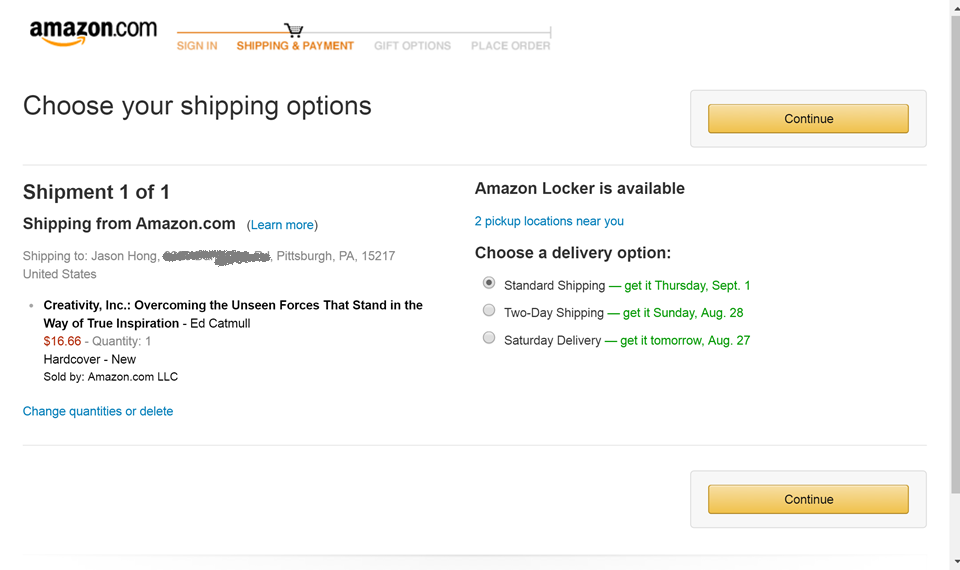 amazon.com
SIGN IN SHIPPING & PAYMENT GIFT OPTIONS PLACE ORDER
Choose your shipping options
Continue
Shipment 1 of 1
Shipping from Amazon.com (Learn more)
Shipping to: Jason Hong, , Pittsburgh, PA, 15217
United States
• Creativity, Inc.: Overcoming the Unseen Forces That Stand in the
Way of True Inspiration - Ed Catmull
$16.66 - Quantity: 1
Hardcover - New
Sold by: Amazon.com LLC
Change quantities or delete
Amazon Locker is available
2 pickup locations near you
Choose a delivery option:
Standard Shipping — get it Thursday, Sept. 1
Two-Day Shipping — get it Sunday, Aug. 28
Saturday Delivery — get it tomorrow, Aug. 27
Continue